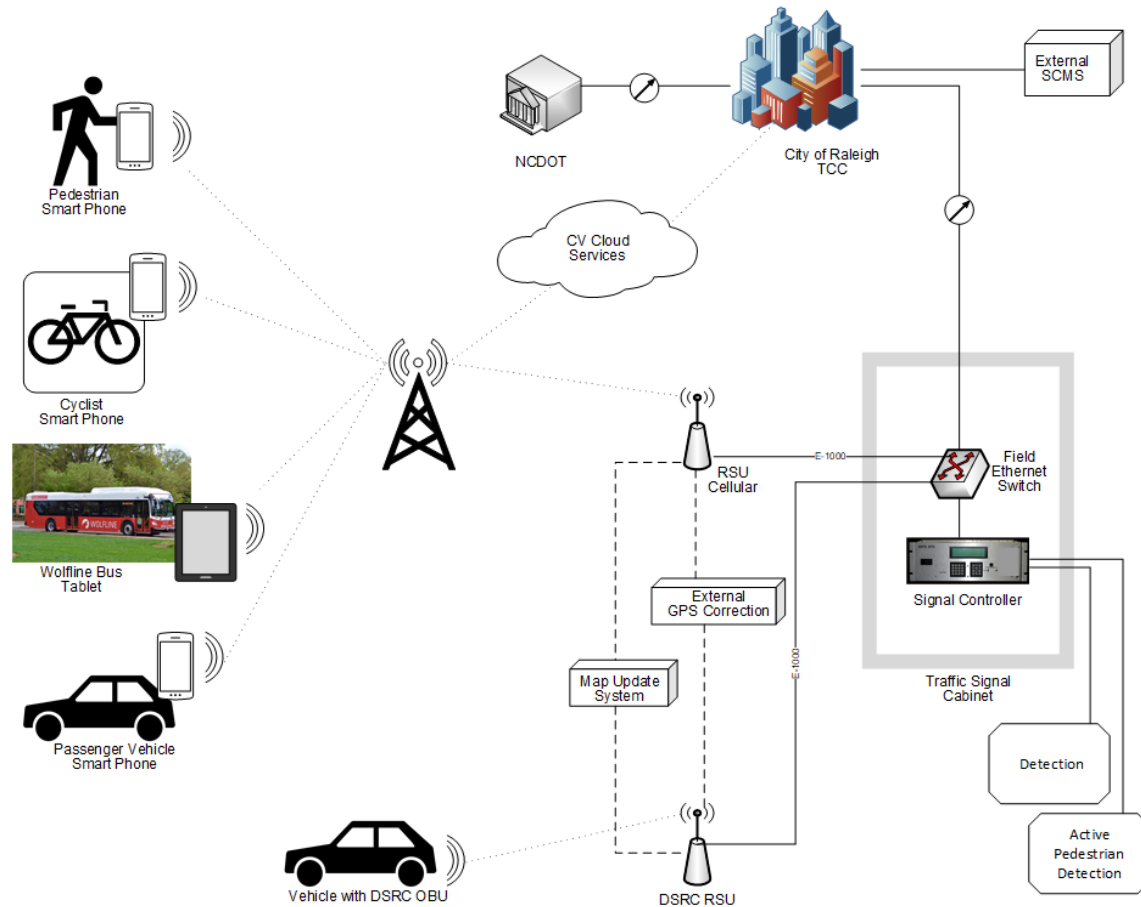 External
SCMS
NCDOT
City of Raleigh
TCC
Pedestrian
Smart Phone
CV Cloud
Services
Cyclist
Smart Phone
RSU
Cellular
E-1000
Field
Ethernet
Switch
WOLFLINE
Wolfline Bus
Tablet
External
GPS Correction
Signal Controller
Map Update
System
E-1000
Traffic Signal
Cabinet
Passenger Vehicle
Smart Phone
Detection
Active
Pedestrian
Detection
Vehicle with DSRC OBU
DSRC RSU